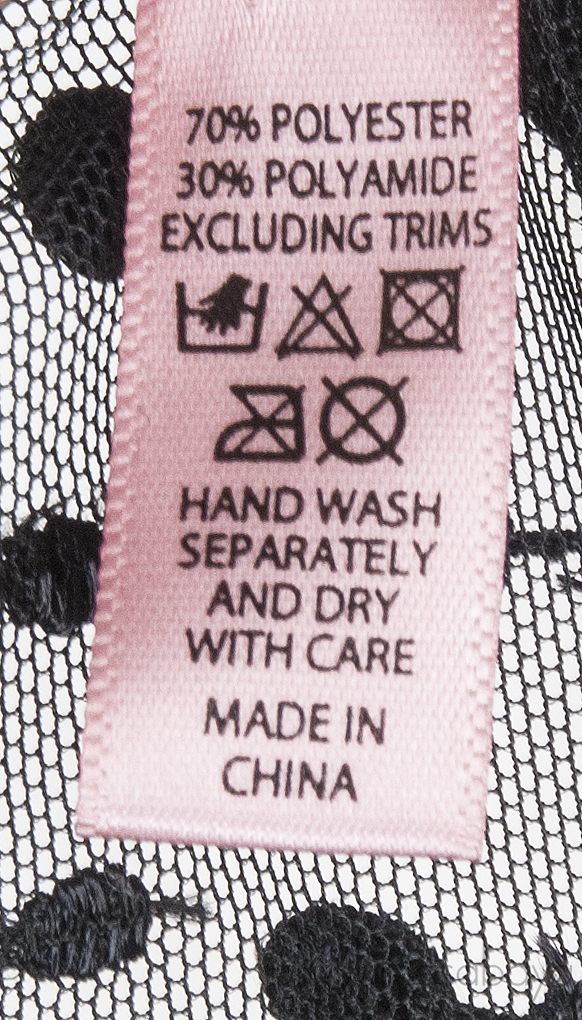 70% POLYESTER
30% POLYAMIDE
EXCLUDING TRIMS
HAND WASH
SEPARATELY
AND DRY
WITH CARE
MADE IN
CHINA